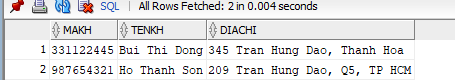 SQL | All Rows Fetched: 2 in 0.004 seconds
MAKH TENKH DIACHI
1 331122445 Bui Thi Dong 345 Tran Hung Dao, Thanh Hoa
2 987654321 Ho Thanh Son 209 Tran Hung Dao, Q5, TP HCM